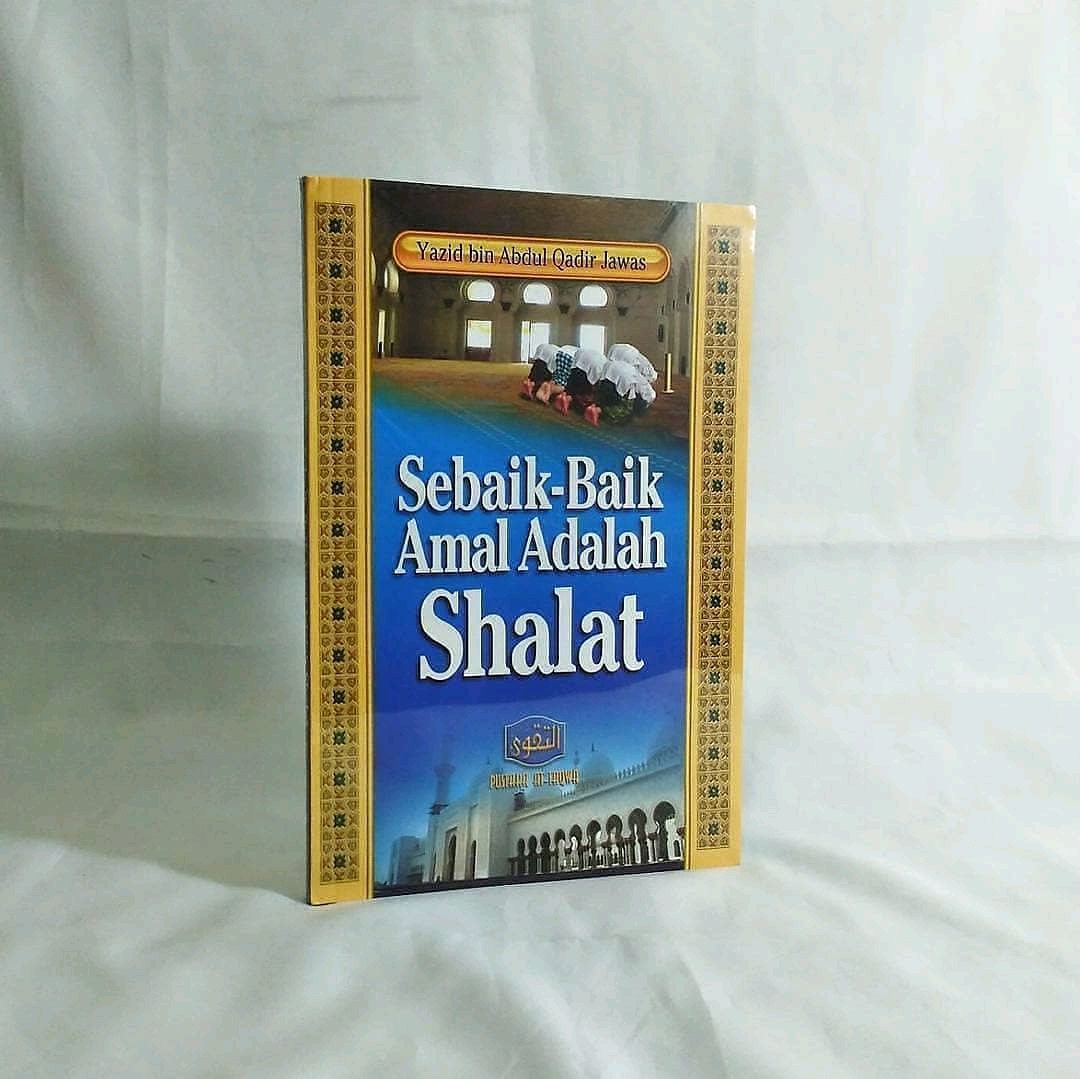 Yazid bin Abdul Qadir Jawas
Sebaik-Baik
Amal Adalah
Shalat
التقوى
PUSTAKA AT-TAQWA